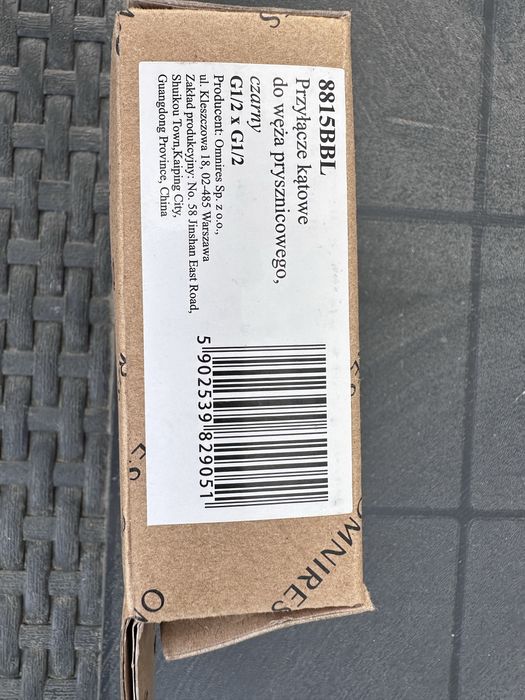 8815BBL
Przyłącze kątowe
do węża prysznicowego,
czarny
G1/2 x G1/2
Producent: Omnires Sp. z o.o.,
ul. Kleszczowa 18, 02-485 Warszawa
Zakład produkcyjny: No. 58 Jinshan East Road,
Shuikou Town,Kaiping City,
Guangdong Province, China
5 902539 829051
OMNIRES